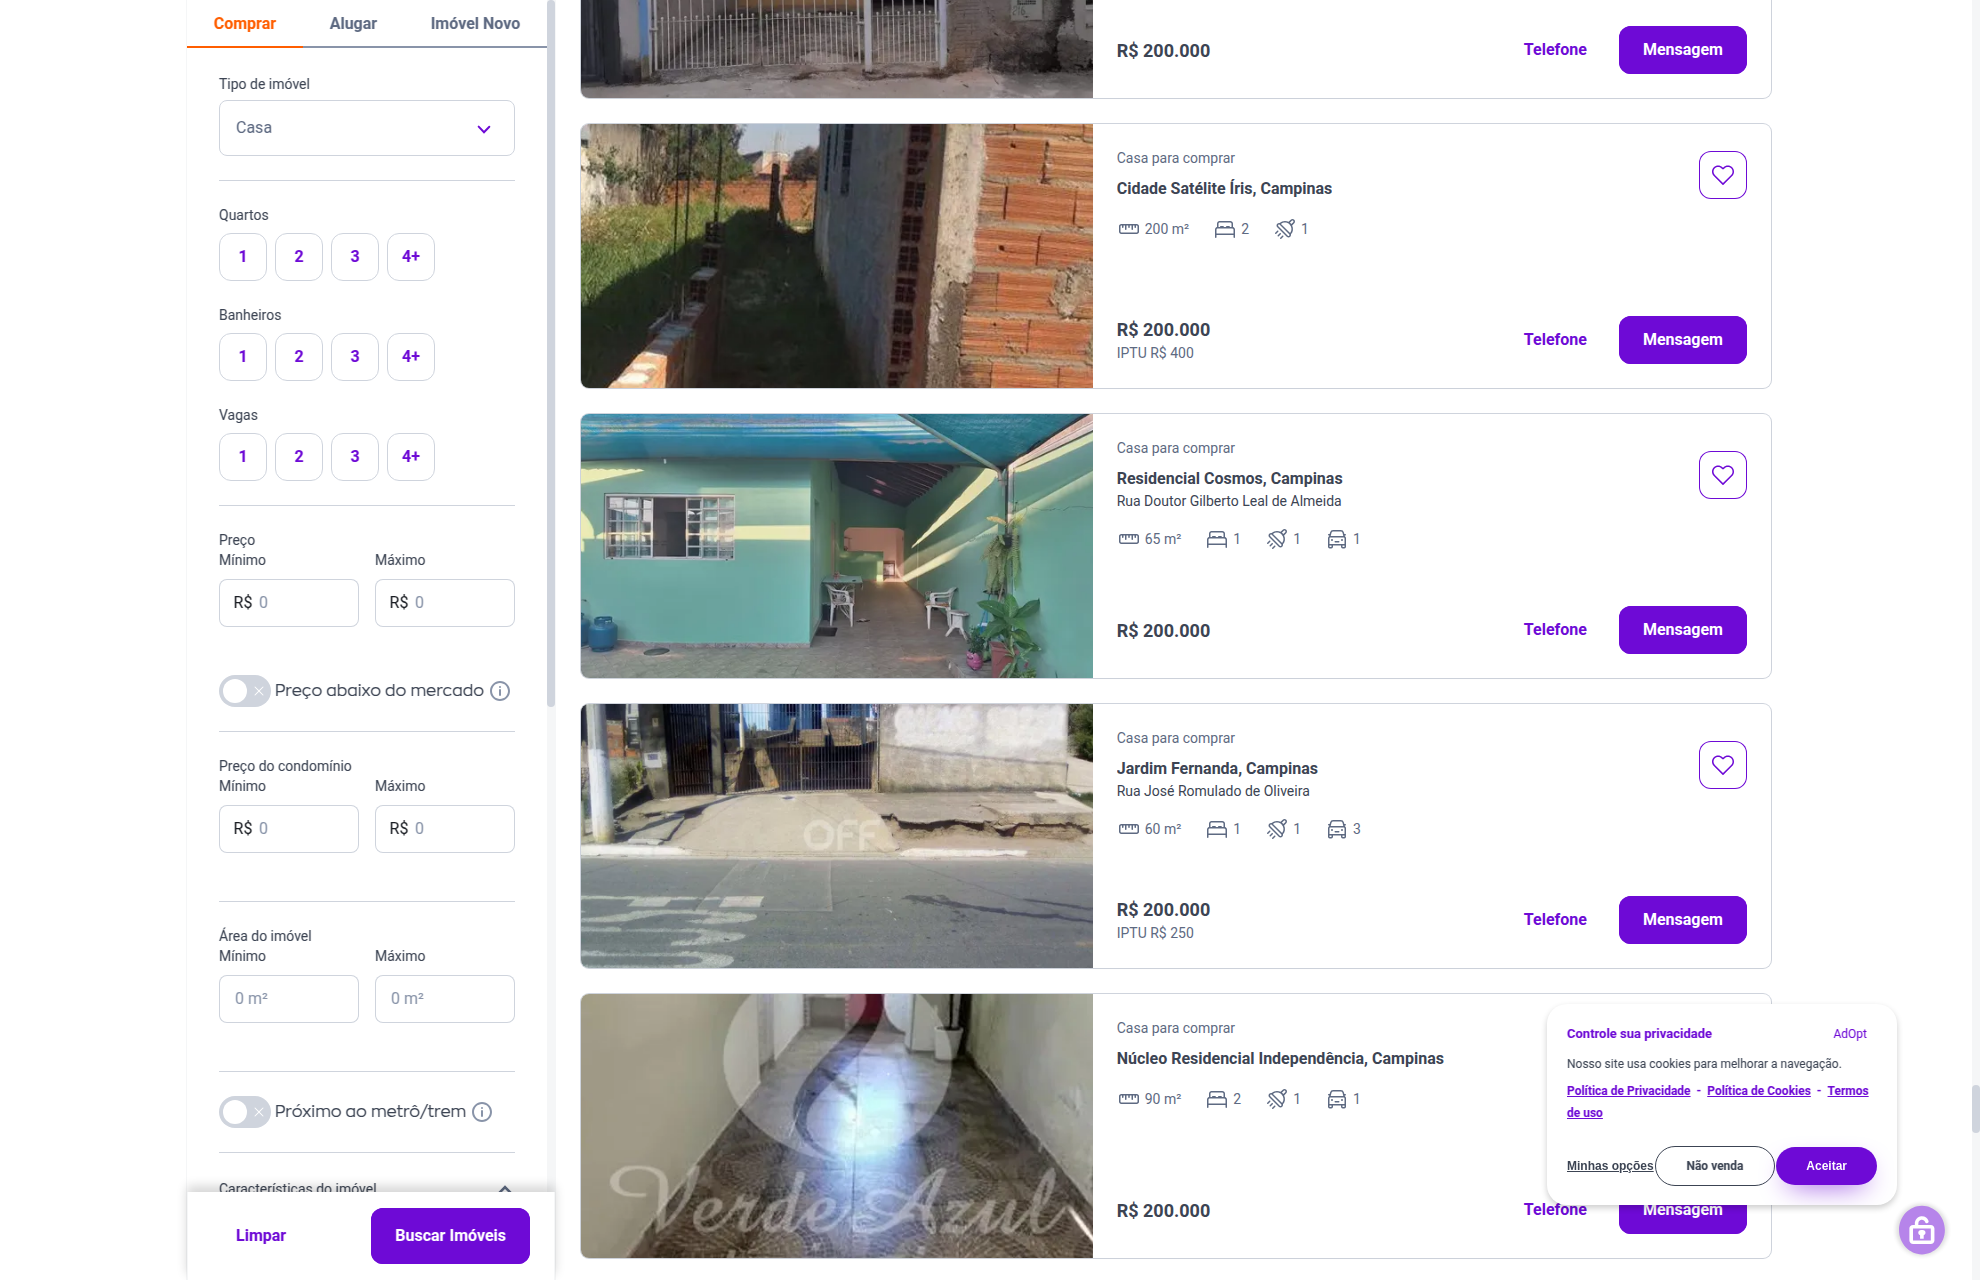 Comprar
Alugar
Imóvel Novo
Tipo de imóvel
Casa
Quartos
1
2
3
4+
Banheiros
1
2
3
4+
Vagas
1
2
3
4+
Preço
Mínimo
Máximo
R$ 0
R$ 0
Preço abaixo do mercado
Preço do condomínio
Mínimo
Máximo
R$ 0
R$ 0
Área do imóvel
Mínimo
Máximo
0 m²
0 m²
Próximo ao metrô/trem
Características do imóvel
Limpar
Buscar Imóveis
R$ 200.000
Telefone
Mensagem
Casa para comprar
Cidade Satélite Íris, Campinas
200 m²
2
1
R$ 200.000
IPTU R$ 400
Telefone
Mensagem
Casa para comprar
Residencial Cosmos, Campinas
Rua Doutor Gilberto Leal de Almeida
65 m²
1
1
1
R$ 200.000
Telefone
Mensagem
OFF
Casa para comprar
Jardim Fernanda, Campinas
Rua José Romulado de Oliveira
60 m²
1
1
3
R$ 200.000
IPTU R$ 250
Telefone
Mensagem
Verde Azul
Casa para comprar
Núcleo Residencial Independência, Campinas
90 m²
2
1
1
R$ 200.000
Telefone
Mensagem
Controle sua privacidade
AdOpt
Nosso site usa cookies para melhorar a navegação.
Política de Privacidade - Política de Cookies - Termos
de uso
Minhas opções
Não venda
Aceitar